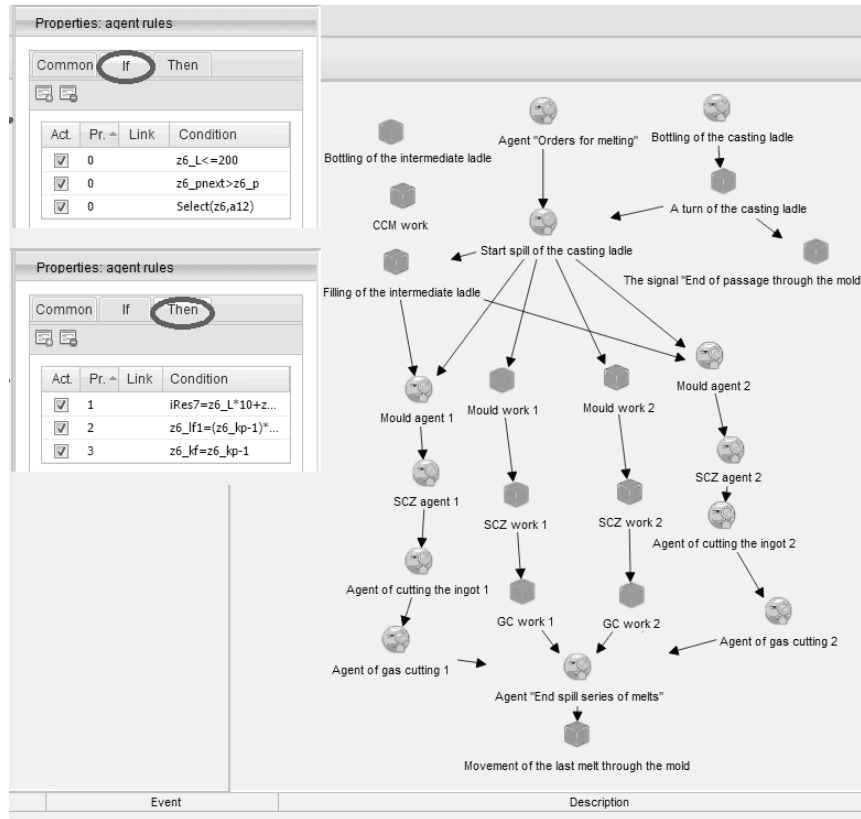 Properties: agent rules
Common If Then
Act. Pr. Link Condition
0 z6_L<=200
0 z6_pnext>z6_p
0 Select(z6,a12)
Properties: agent rules
Common If Then
Act. Pr. Link Condition
1 iRes7=z6_L*10+z...
2 z6_lf1=(z6_kp-1)*...
3 z6_kf=z6_kp-1
Agent "Orders for melting"
Bottling of the casting ladle
Bottling of the intermediate ladle
A turn of the casting ladle
CCM work
Start spill of the casting ladle
The signal "End of passage through the mold
Filling of the intermediate ladle
Mould agent 2
Mould agent 1
Mould work 1
Mould work 2
SCZ agent 2
SCZ agent 1
SCZ work 1
SCZ work 2
Agent of cutting the ingot 2
Agent of cutting the ingot 1
GC work 1
GC work 2
Agent of gas cutting 2
Agent of gas cutting 1
Agent "End spill series of melts"
Movement of the last melt through the mold
Event Description